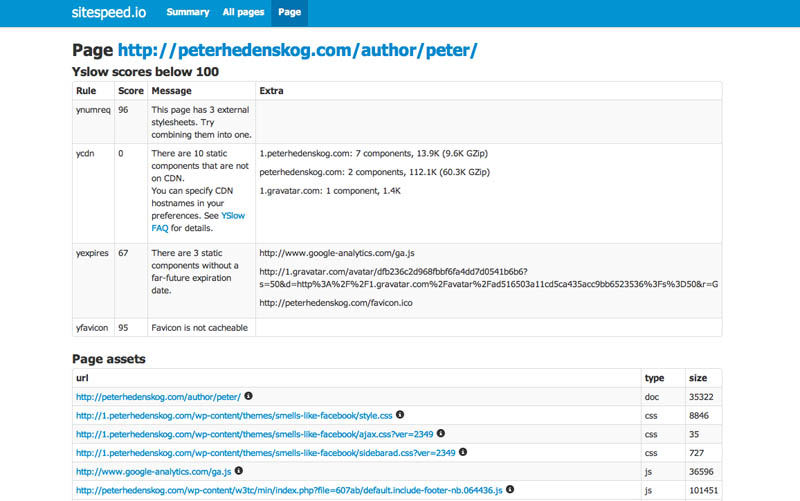 sitespeed.io Summary All pages Page
Page http://peterhedenskog.com/author/peter/
Yslow scores below 100
Rule Score Message Extra
ynumreq 96 This page has 3 external
stylesheets. Try
combining them into one.
ycdn 0 There are 10 static
components that are not
on CDN.
You can specify CDN
hostnames in your
preferences. See YSlow
FAQ for details.
1.peterhedenskog.com: 7 components, 13.9K (9.6K GZip)
peterhedenskog.com: 2 components, 112.1K (60.3K GZip)
1.gravatar.com: 1 component, 1.4K
yexpires 67 There are 3 static
components without a
far-future expiration
date.
http://www.google-analytics.com/ga.js
http://1.gravatar.com/avatar/dfb236c2d968fbbf6fa4dd7d0541b6b6?
s=50&d=http%3A%2F%2F1.gravatar.com%2Favatar%2Fad516503a11cd5ca435acc9bb6523536%3Fs%3D50&r=G
http://peterhedenskog.com/favicon.ico
yfavicon 95 Favicon is not cacheable
Page assets
url type size
http://peterhedenskog.com/author/peter/ doc 35322
http://1.peterhedenskog.com/wp-content/themes/smells-like-facebook/style.css css 8846
http://1.peterhedenskog.com/wp-content/themes/smells-like-facebook/ajax.css?ver=2349 css 35
http://1.peterhedenskog.com/wp-content/themes/smells-like-facebook/sidebarad.css?ver=2349 css 727
http://www.google-analytics.com/ga.js js 36596
http://peterhedenskog.com/wp-content/w3tc/min/index.php?file=607ab/default.include-footer-nb.064436.js js 101451